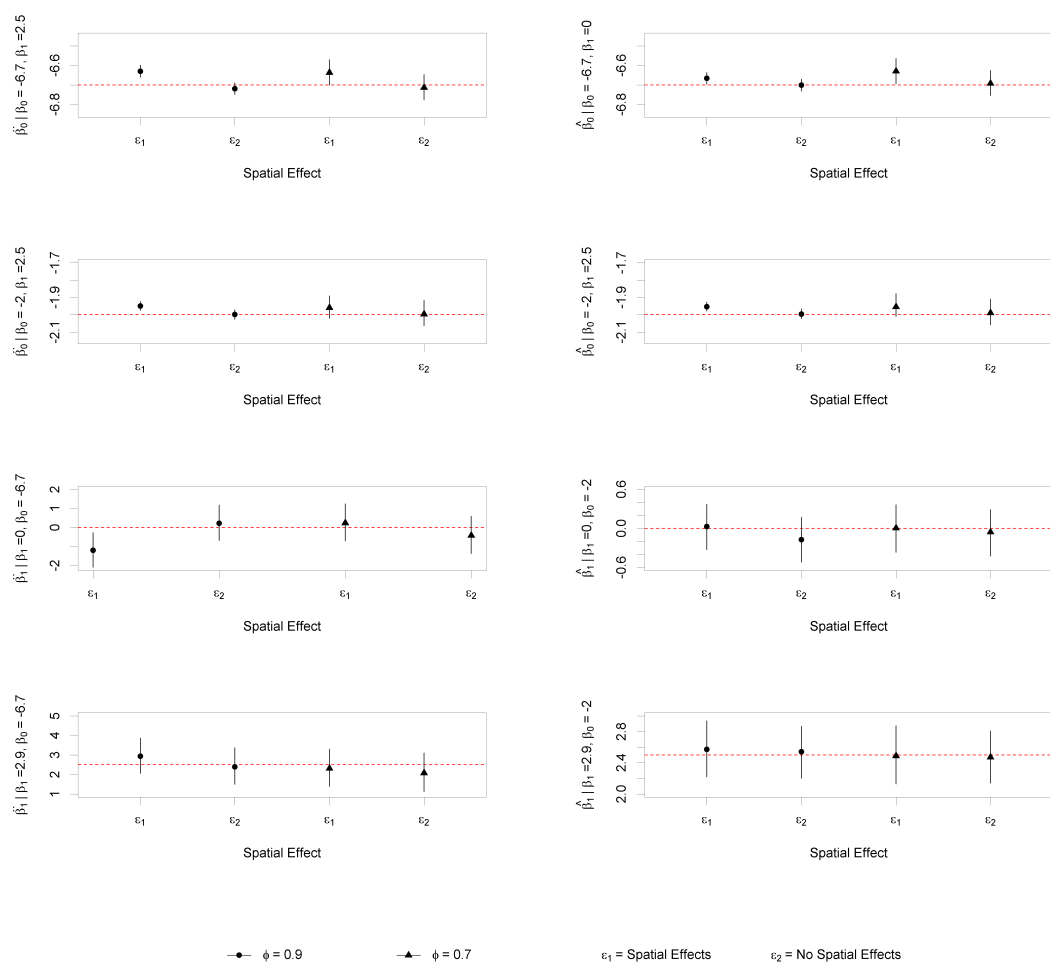 β̂₀ | β₀ = -6.7, β₁ =2.5
-6.8 -6.6
ε₁ ε₂ ε₁ ε₂
Spatial Effect
β̂₀ | β₀ = -6.7, β₁ =0
-6.8 -6.6
ε₁ ε₂ ε₁ ε₂
Spatial Effect
β̂₀ | β₀ = -2, β₁ =2.5
-2.1 -1.9 -1.7
ε₁ ε₂ ε₁ ε₂
Spatial Effect
β̂₀ | β₀ = -2, β₁ =2.5
-2.1 -1.9 -1.7
ε₁ ε₂ ε₁ ε₂
Spatial Effect
β̂₁ | β₁ =0, β₀ = -6.7
-2 0 1 2
ε₁ ε₂ ε₁ ε₂
Spatial Effect
β̂₁ | β₁ =0, β₀ = -2
-0.6 0.0 0.6
ε₁ ε₂ ε₁ ε₂
Spatial Effect
β̂₁ | β₁ =2.9, β₀ = -6.7
1 2 3 4 5
ε₁ ε₂ ε₁ ε₂
Spatial Effect
β̂₁ | β₁ =2.9, β₀ = -2
2.0 2.4 2.8
ε₁ ε₂ ε₁ ε₂
Spatial Effect
ϕ = 0.9 ϕ = 0.7 ε₁ = Spatial Effects ε₂ = No Spatial Effects